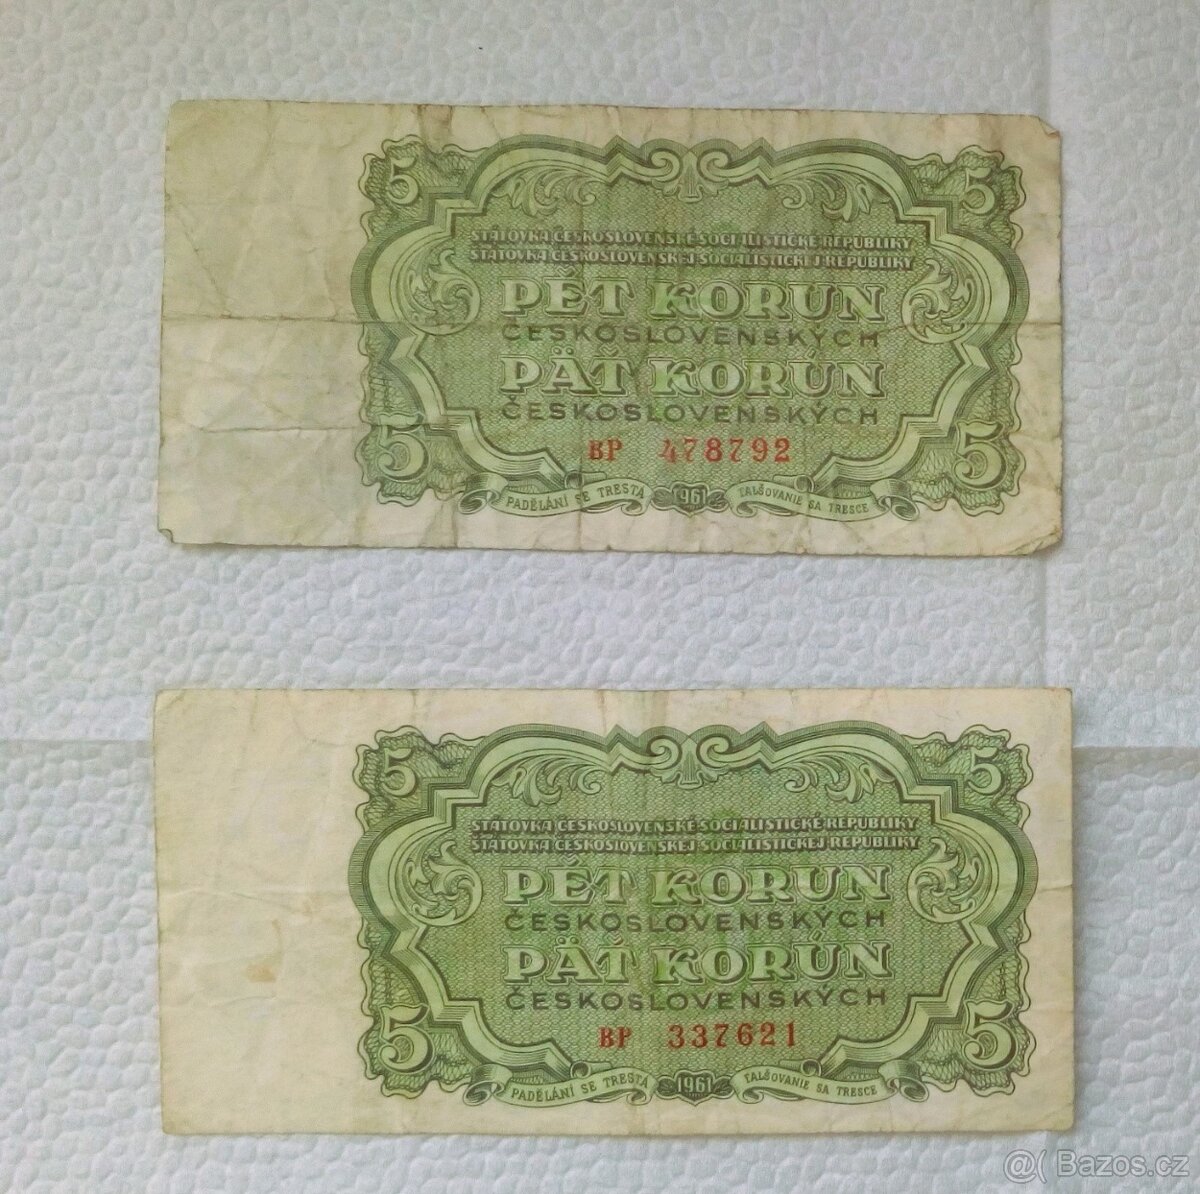 5 5
STÁTOVKA ČESKOSLOVENSKÉ SOCIALISTICKÉ REPUBLIKY
ŠTÁTOVKA ČESKOSLOVENSKEJ SOCIALISTICKEJ REPUBLIKY
PĚT KORUN
ČESKOSLOVENSKÝCH
PÄŤ KORÚN
ČESKOSLOVENSKÝCH
5 5
BP 478792
PADĚLÁNÍ SE TRESTÁ 1961 FALŠOVANIE SA TRESCE
5 5
STÁTOVKA ČESKOSLOVENSKÉ SOCIALISTICKÉ REPUBLIKY
ŠTÁTOVKA ČESKOSLOVENSKEJ SOCIALISTICKEJ REPUBLIKY
PĚT KORUN
ČESKOSLOVENSKÝCH
PÄŤ KORÚN
ČESKOSLOVENSKÝCH
5 5
BP 337621
PADĚLÁNÍ SE TRESTÁ 1961 FALŠOVANIE SA TRESCE
@( Bazos.cz